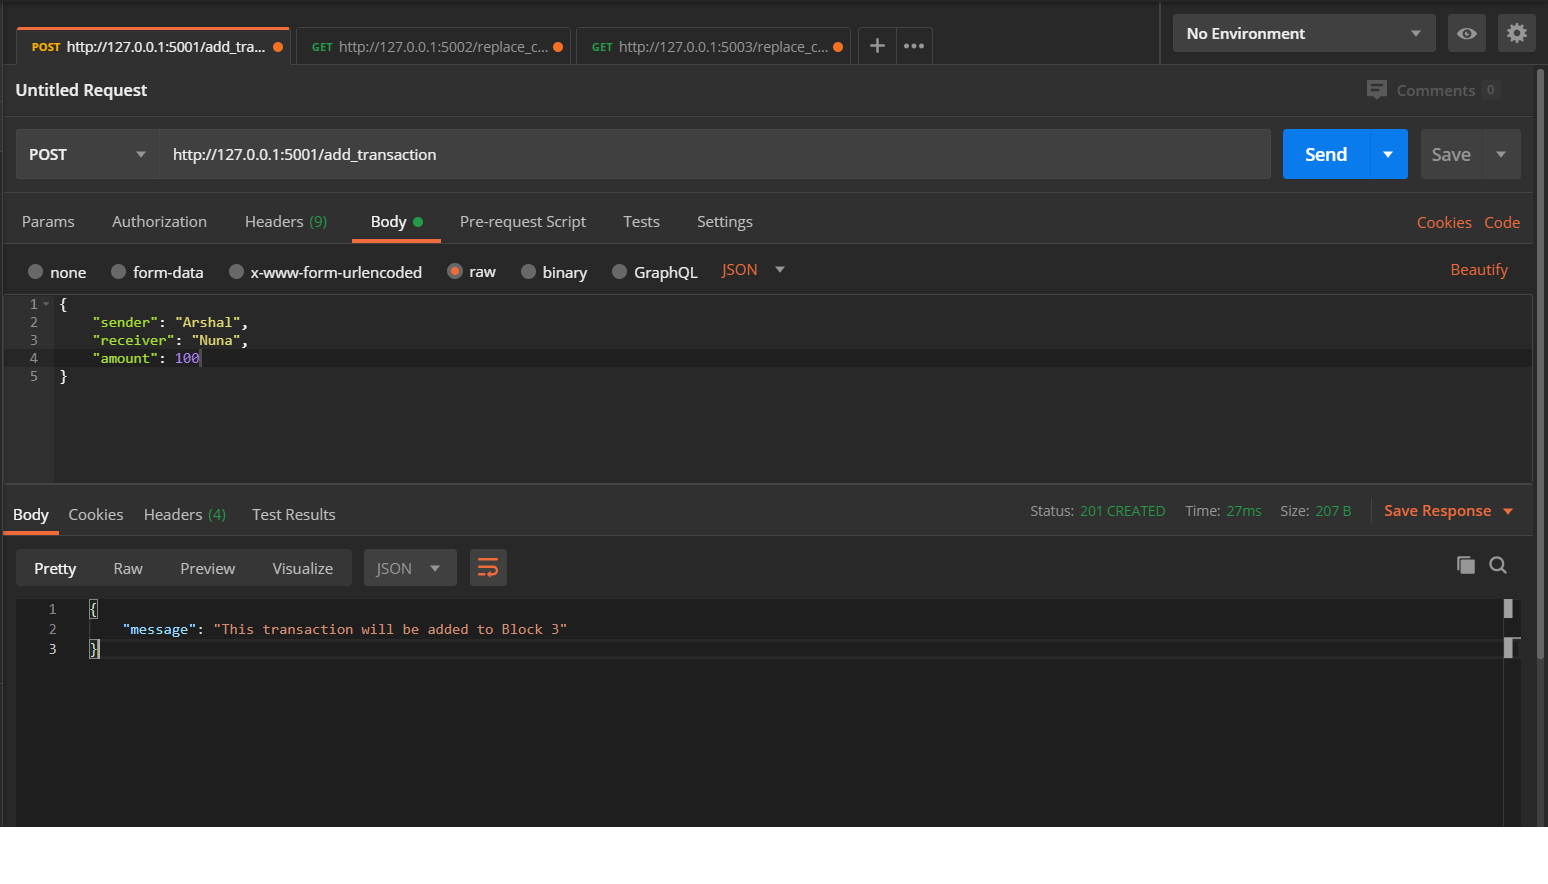 POST http://127.0.0.1:5001/add_tra...
GET http://127.0.0.1:5002/replace_c...
GET http://127.0.0.1:5003/replace_c...
No Environment
Untitled Request
Comments 0
POST
http://127.0.0.1:5001/add_transaction
Send
Save
Params Authorization Headers (9) Body Pre-request Script Tests Settings Cookies Code
none form-data x-www-form-urlencoded raw binary GraphQL JSON Beautify
1 {
2 "sender": "Arshal",
3 "receiver": "Nuna",
4 "amount": 100
5 }
Body Cookies Headers (4) Test Results Status: 201 CREATED Time: 27ms Size: 207 B Save Response
Pretty Raw Preview Visualize JSON
1 {
2 "message": "This transaction will be added to Block 3"
3 }